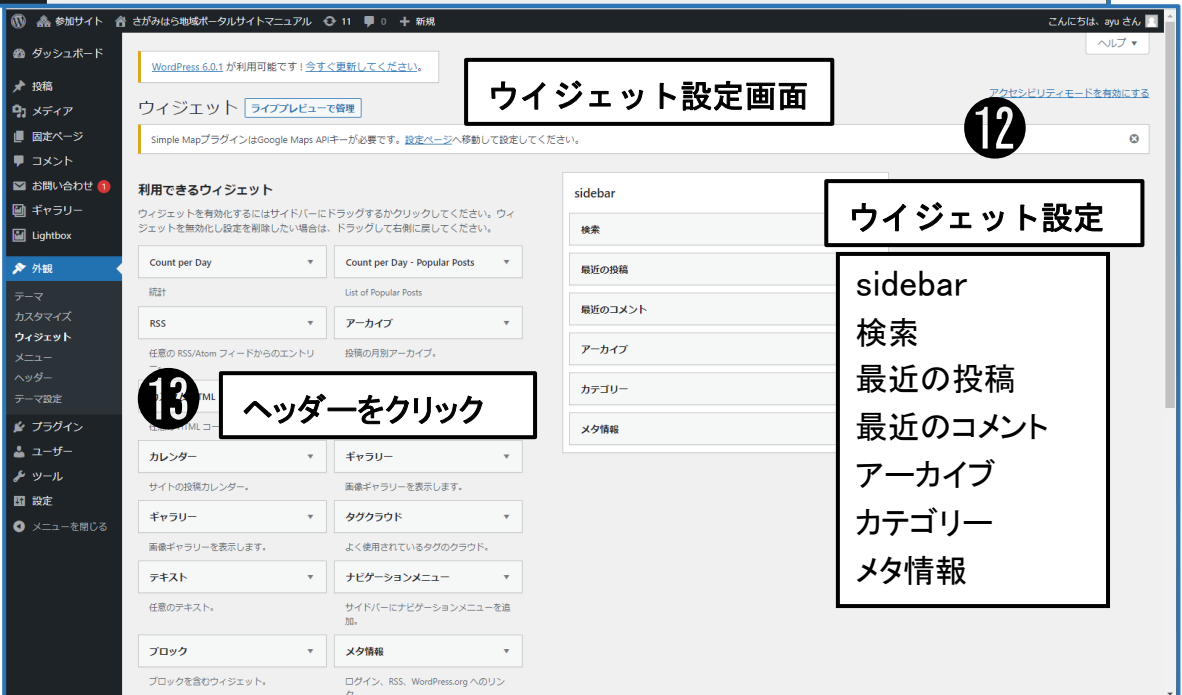 参加サイト さがみはら地域ポータルサイトマニュアル 11 0 + 新規 こんにちは、ayu さん
ヘルプ ▼
ダッシュボード
投稿
メディア
固定ページ
コメント
お問い合わせ 1
ギャラリー
Lightbox
外観
テーマ
カスタマイズ
ウィジェット
メニュー
ヘッダー
テーマ設定
プラグイン
ユーザー
ツール
設定
メニューを閉じる
WordPress 6.0.1 が利用可能です ! 今すぐ更新してください。
ウイジェット設定画面
アクセシビリティモードを有効にする
ウィジェット ライブプレビューで管理
⓬
Simple MapプラグインはGoogle Maps APIキーが必要です。設定ページへ移動して設定してください。
利用できるウィジェット
ウィジェットを有効化するにはサイドバーにドラッグするかクリックしてください。ウィ
ジェットを無効化し設定を削除したい場合は、ドラッグして右側に戻してください。
Count per Day ▼
統計
Count per Day - Popular Posts ▼
List of Popular Posts
RSS ▼
任意の RSS/Atom フィードからのエントリ
アーカイブ ▼
投稿の月別アーカイブ。
⓭
ヘッダーをクリック
HTML
HTML コー
カレンダー ▼
サイトの投稿カレンダー。
ギャラリー ▼
画像ギャラリーを表示します。
ギャラリー ▼
画像ギャラリーを表示します。
タグクラウド ▼
よく使用されているタグのクラウド。
テキスト ▼
任意のテキスト。
ナビゲーションメニュー ▼
サイドバーにナビゲーションメニューを追
加。
ブロック ▼
ブロックを含むウィジェット。
メタ情報 ▼
ログイン、RSS、WordPress.org へのリン
sidebar
検索
最近の投稿
最近のコメント
アーカイブ
カテゴリー
メタ情報
ウイジェット設定
sidebar
検索
最近の投稿
最近のコメント
アーカイブ
カテゴリー
メタ情報